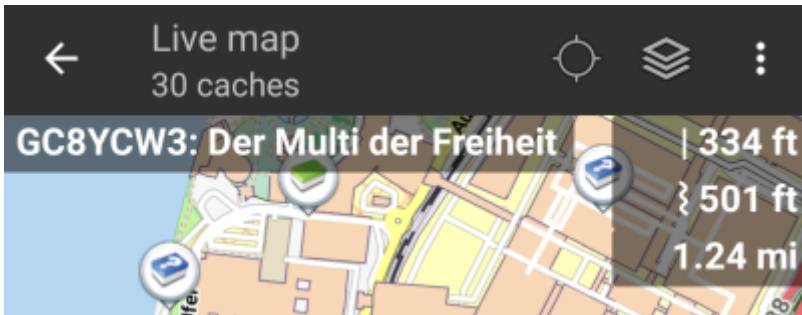 Live map
30 caches
GC8YCW3: Der Multi der Freiheit
334 ft
501 ft
1.24 mi